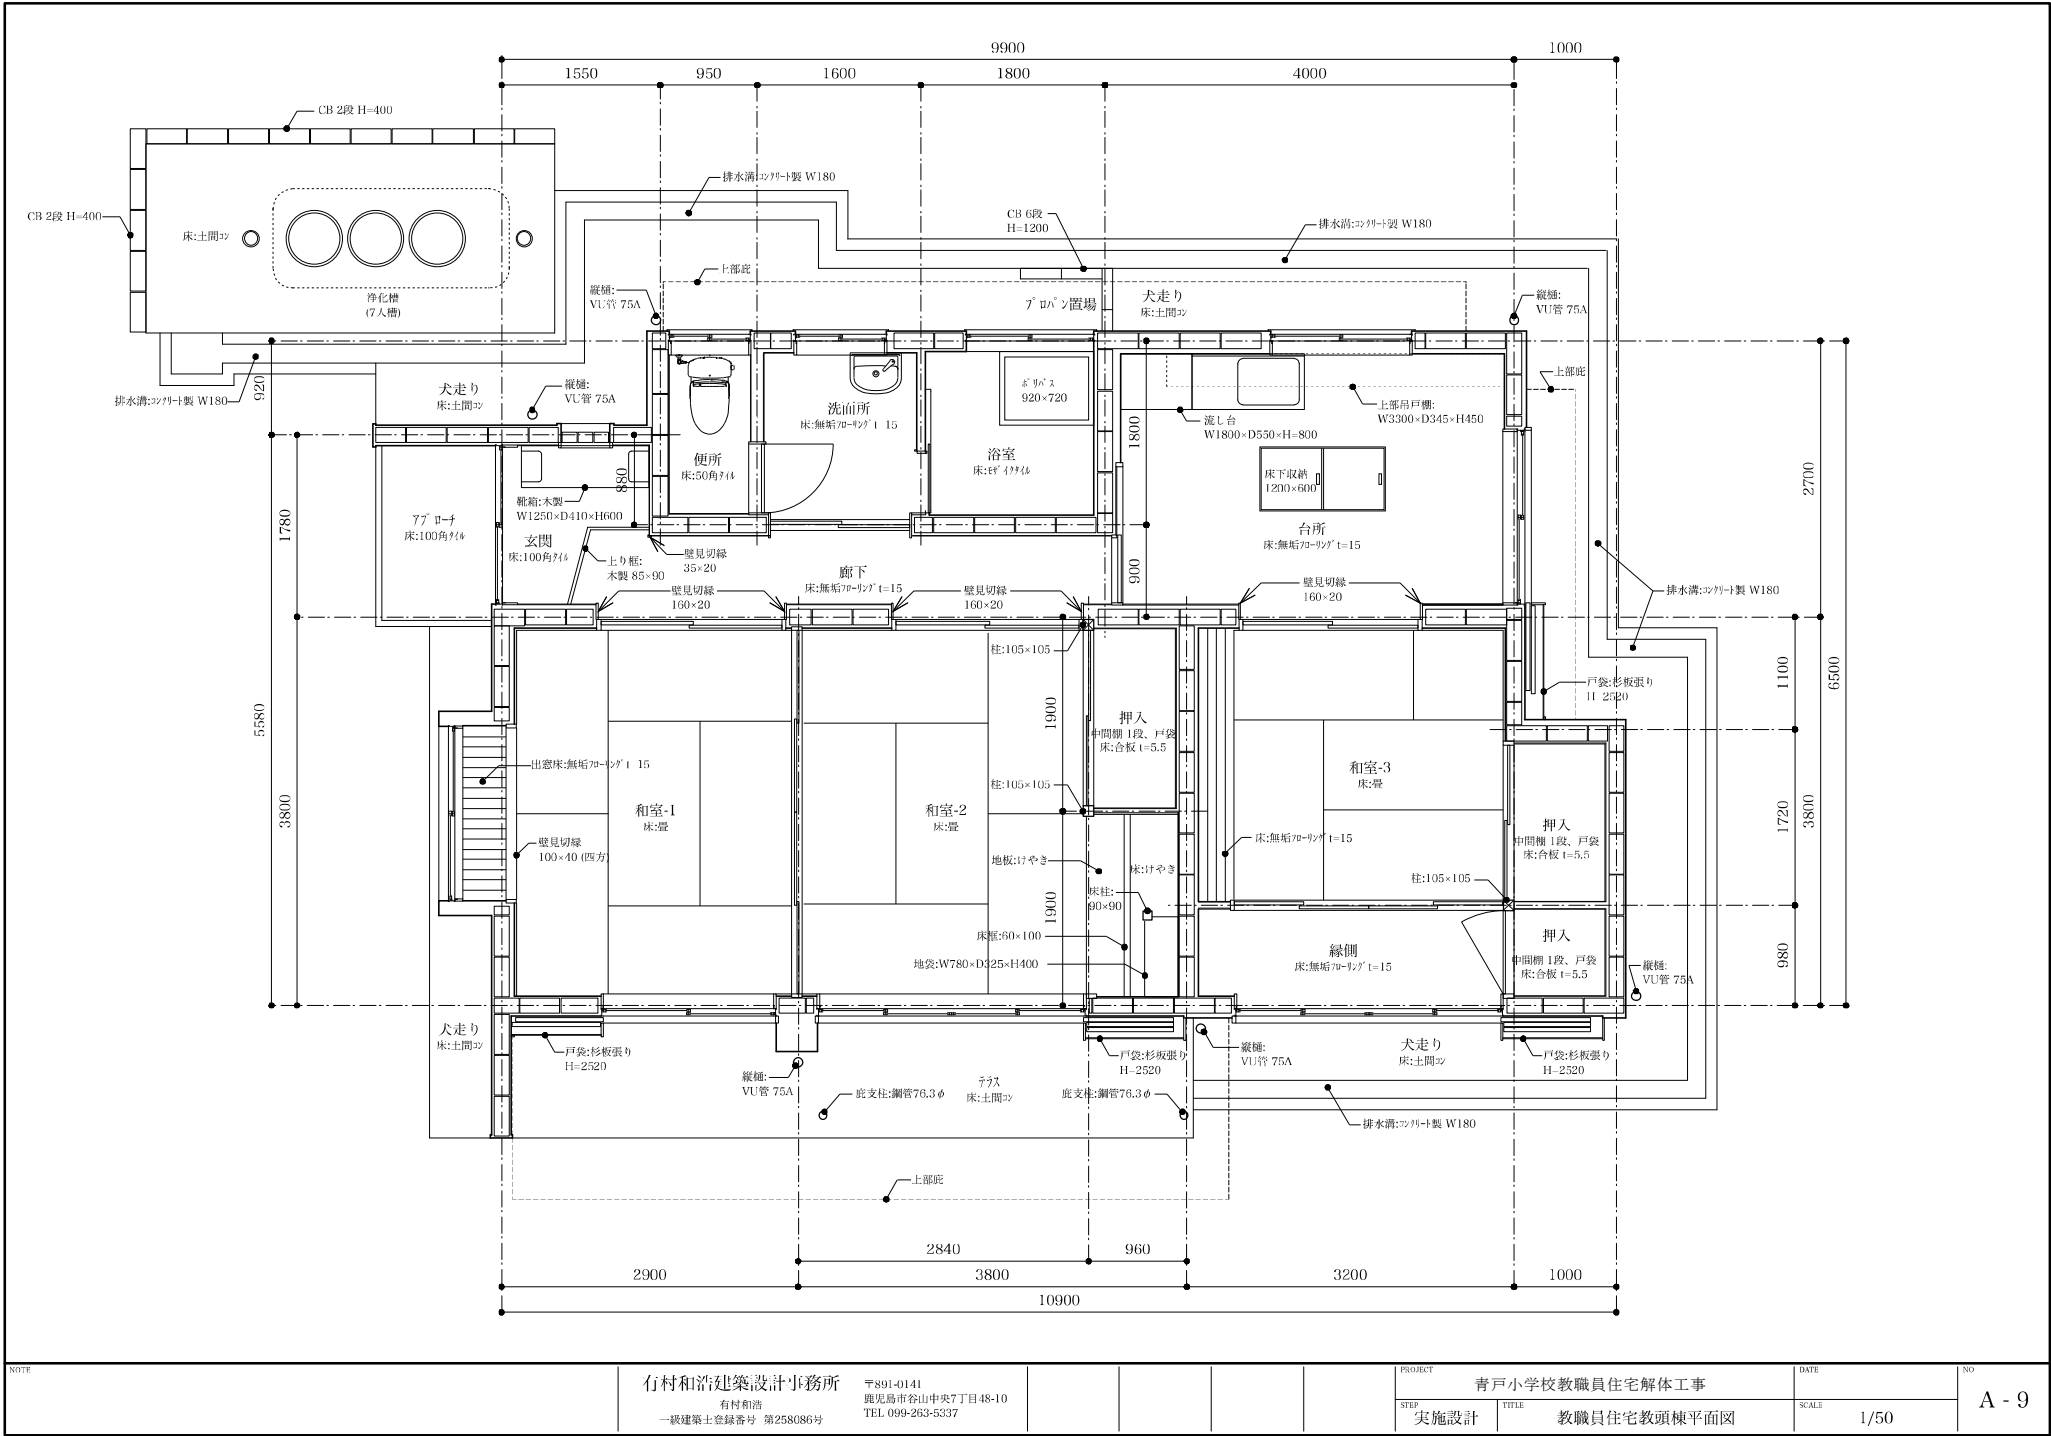 9900
1000
1550
950
1600
1800
4000
CB 2段 H=400
排水溝:コンクリート製 W180
CB 2段 H=400
CB 6段
H=1200
排水溝:コンクリート製 W180
床:土間コン
上部庇
浄化槽
(7人槽)
縦樋:
VU管 75A
プロパン置場
犬走り
床:土間コン
縦樋:
VU管 75A
920
犬走り
床:土間コン
縦樋:
VU管 75A
排水溝:コンクリート製 W180
ポリバス
920×720
上部庇
洗面所
床:無垢フローリング t=15
上部吊戸棚:
W3300×D345×H450
流し台
W1800×D550×H=800
1800
便所
床:50角タイル
浴室
床:モザイクタイル
880
床下収納
1200×600
2700
靴箱:木製
W1250×D410×H600
アプローチ
床:100角タイル
1780
玄関
床:100角タイル
台所
床:無垢フローリング t=15
上り框:
木製 85×90
壁見切縁
35×20
廊下
床:無垢フローリング t=15
900
壁見切縁
160×20
壁見切縁
160×20
壁見切縁
160×20
排水溝:コンクリート製 W180
柱:105×105
1100
6500
戸袋:杉板張り
H=2520
5580
1900
押入
中間棚 1段、戸袋
床:合板 t=5.5
出窓床:無垢フローリング t=15
和室-3
床:畳
柱:105×105
3800
和室-1
床:畳
和室-2
床:畳
1720
3800
押入
中間棚 1段、戸袋
床:合板 t=5.5
壁見切縁
100×40 (四方)
床:無垢フローリング t=15
地板:けやき
床:けやき
柱:105×105
床柱:
90×90
1900
床框:60×100
地袋:W780×D325×H400
縁側
床:無垢フローリング t=15
押入
中間棚 1段、戸袋
床:合板 t=5.5
980
縦樋:
VU管 75A
犬走り
床:土間コン
戸袋:杉板張り
H=2520
縦樋:
VU管 75A
テラス
床:土間コン
戸袋:杉板張り
H=2520
縦樋:
VU管 75A
犬走り
床:土間コン
戸袋:杉板張り
H=2520
庇支柱:鋼管76.3φ
庇支柱:鋼管76.3φ
排水溝:コンクリート製 W180
上部庇
2840
960
2900
3800
3200
1000
10900
NOTE
有村和浩建築設計事務所
有村和浩
一級建築士登録番号 第258086号
〒891-0141
鹿児島市谷山中央7丁目48-10
TEL 099-263-5337
PROJECT
青戸小学校教職員住宅解体工事
STEP
実施設計
TITLE
教職員住宅教頭棟平面図
DATE
SCALE
1/50
NO
A - 9